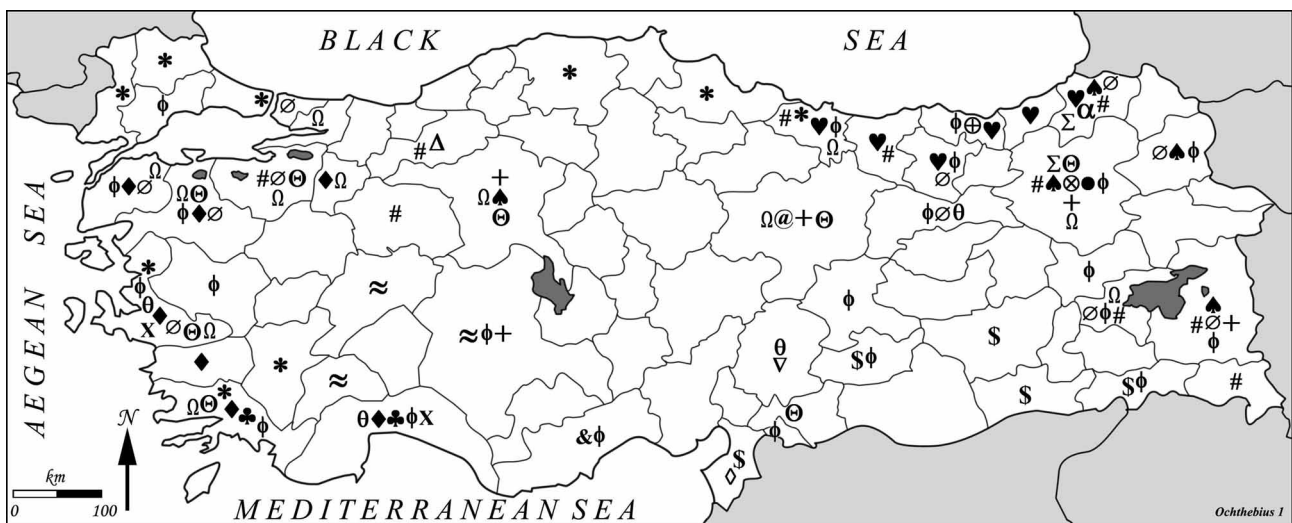 BLACK SEA
*
* *
* ϕ * ∅ Ω
# * ♥ ϕ Ω
♥ #
ϕ ⊕ ♥ ♥
♥ ♠ ∅ α # Σ
# Δ
♥ ϕ ∅
∅ ♠ ϕ
ϕ ♦ ∅ Ω
Ω Θ
ϕ ♦ ∅
# ∅ Θ
Ω
♦ Ω
#
+
Ω ♠
Θ
Ω @ + Θ
ϕ ∅ θ
Σ Θ
# ♠ ⊗ ● ϕ
+
Ω
AEGEAN SEA
*
ϕ
ϕ
θ ♦
x ∅ Θ Ω
≈
≈ ϕ +
ϕ
ϕ
Ω
∅ ϕ #
♠
# ∅ +
ϕ
♦
*
≈
θ
∇
$ ϕ
$
Ω Θ * ♦ ♣ ϕ
θ ♦ ♣ ϕ x
& ϕ
Θ
ϕ
$
◊
$
$ ϕ
#
N
km
0 100
MEDITERRANEAN SEA
Ochthebius 1